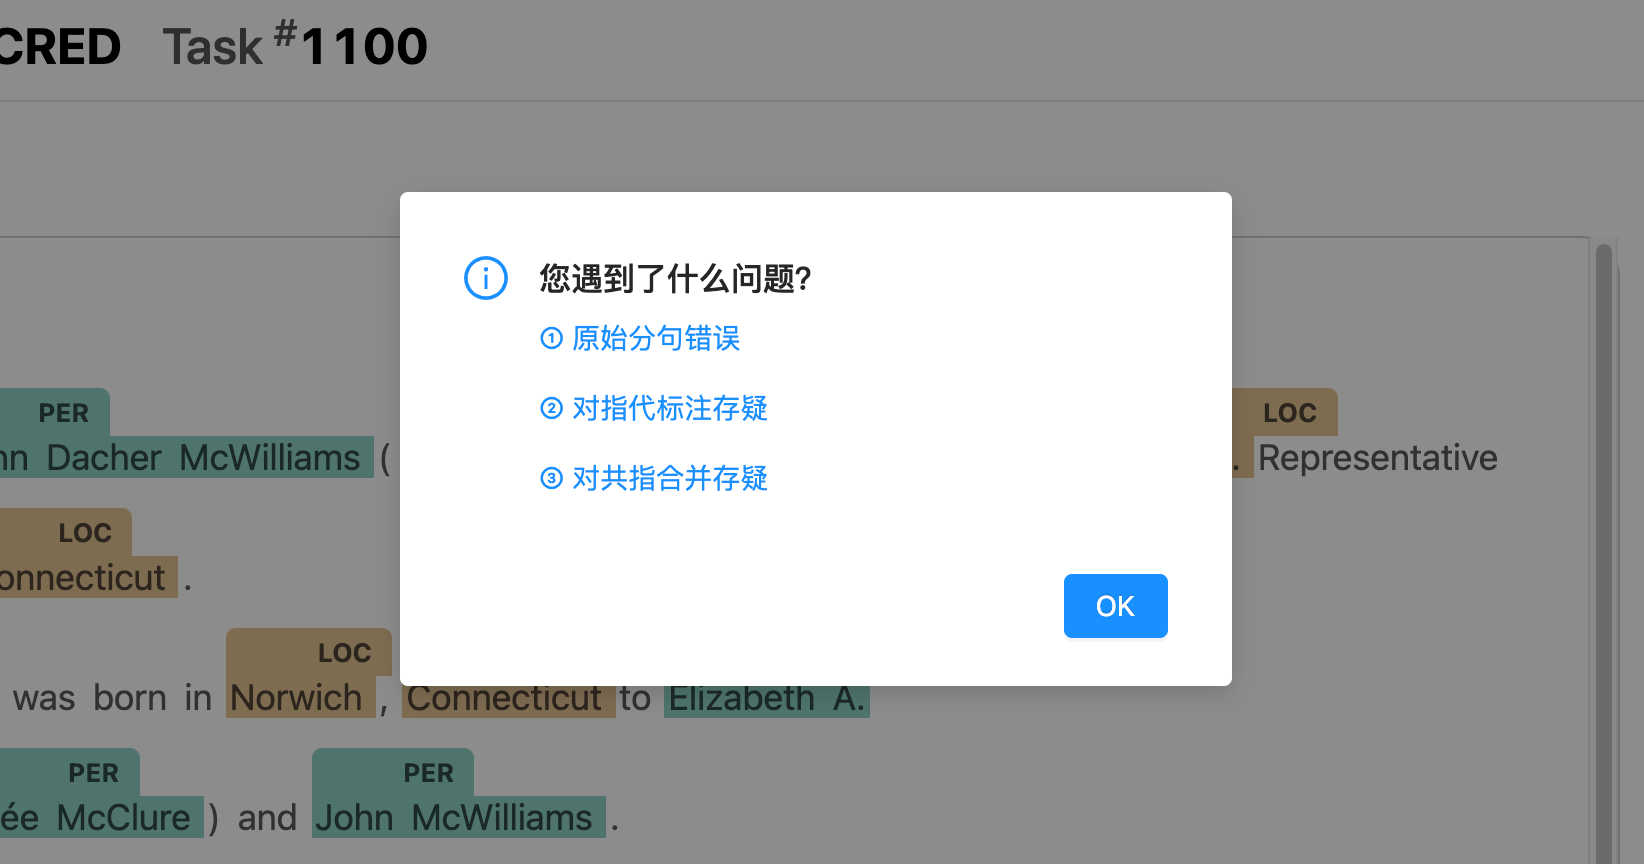 CRED Task #1100
您遇到了什么问题?
① 原始分句错误
② 对指代标注存疑
③ 对共指合并存疑
OK
PER
LOC
Dacher McWilliams (
. Representative
LOC
onnecticut .
LOC
was born in Norwich , Connecticut to Elizabeth A.
PER
PER
ée McClure ) and John McWilliams .